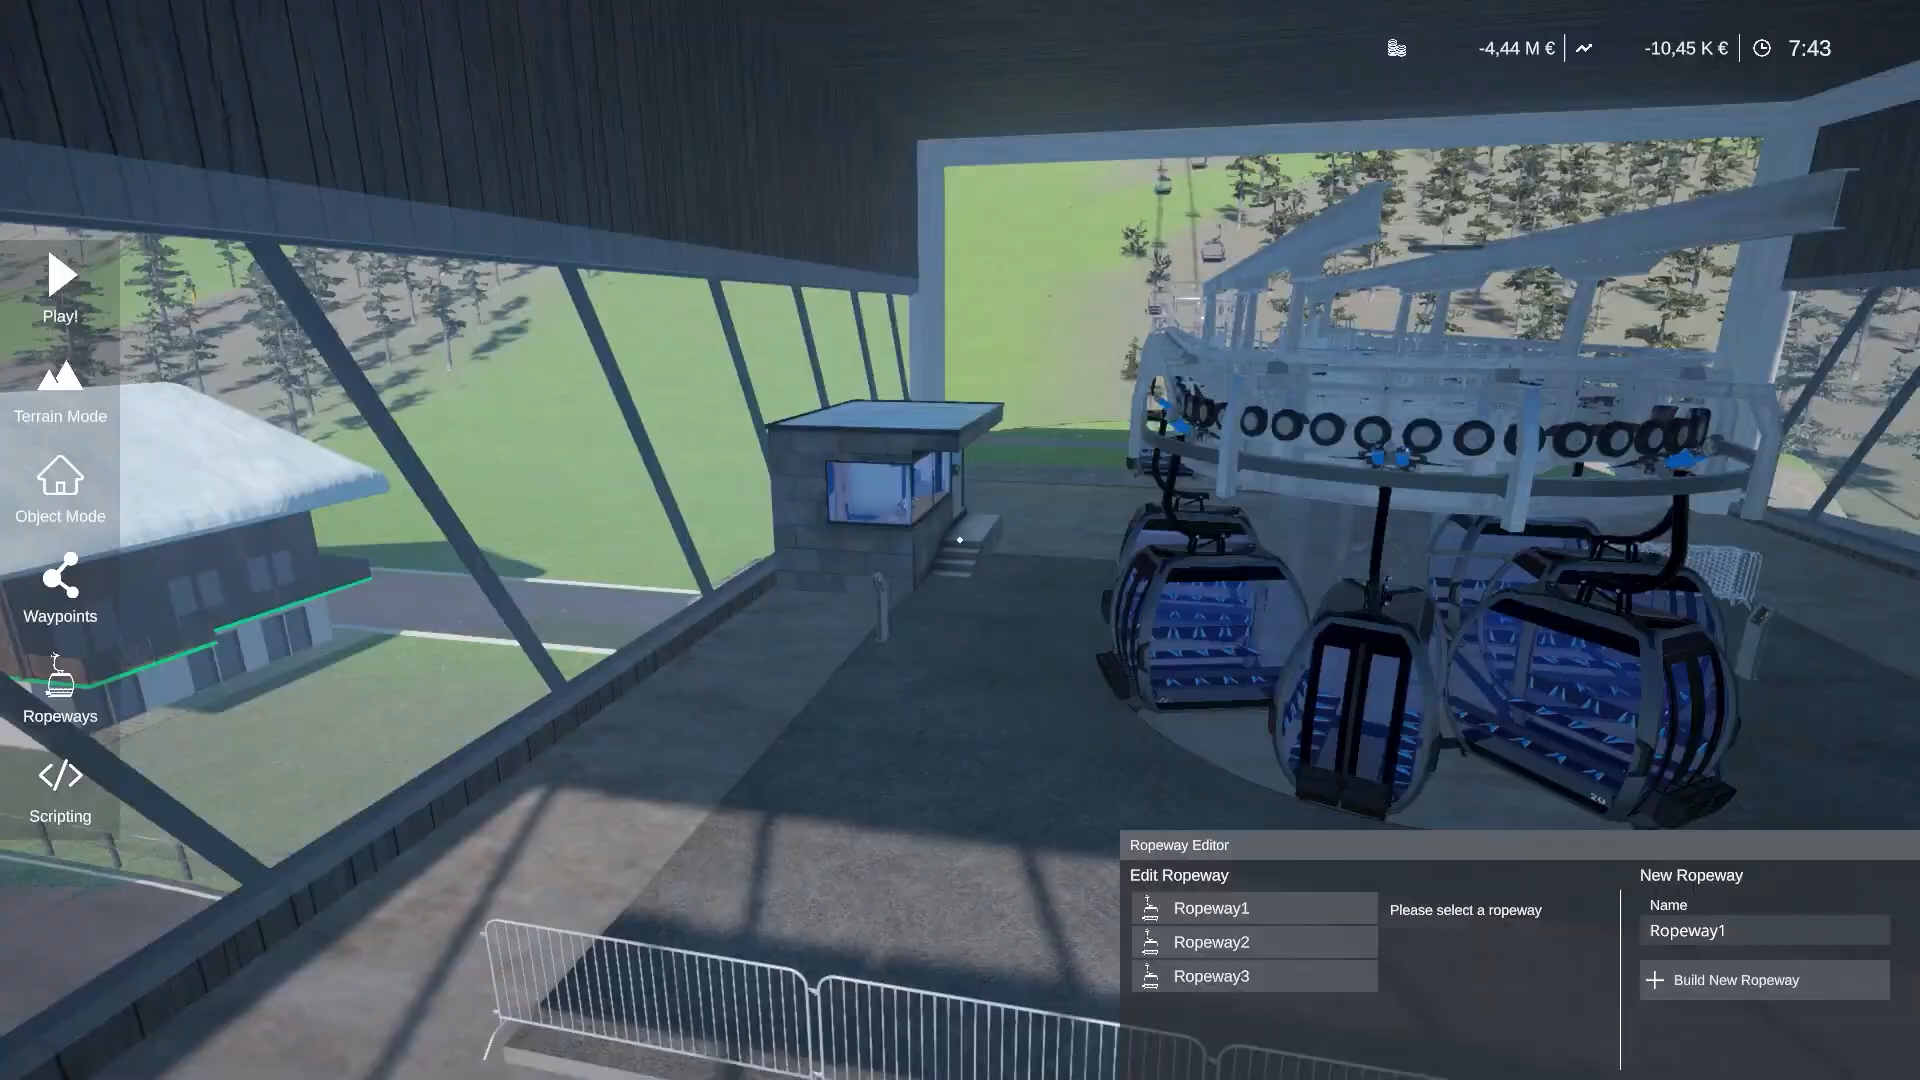 -4,44 M €
-10,45 K €
7:43
Play!
Terrain Mode
Object Mode
Waypoints
Ropeways
Scripting
Ropeway Editor
Edit Ropeway
Ropeway1
Ropeway2
Ropeway3
Please select a ropeway
New Ropeway
Name
Ropeway1
Build New Ropeway